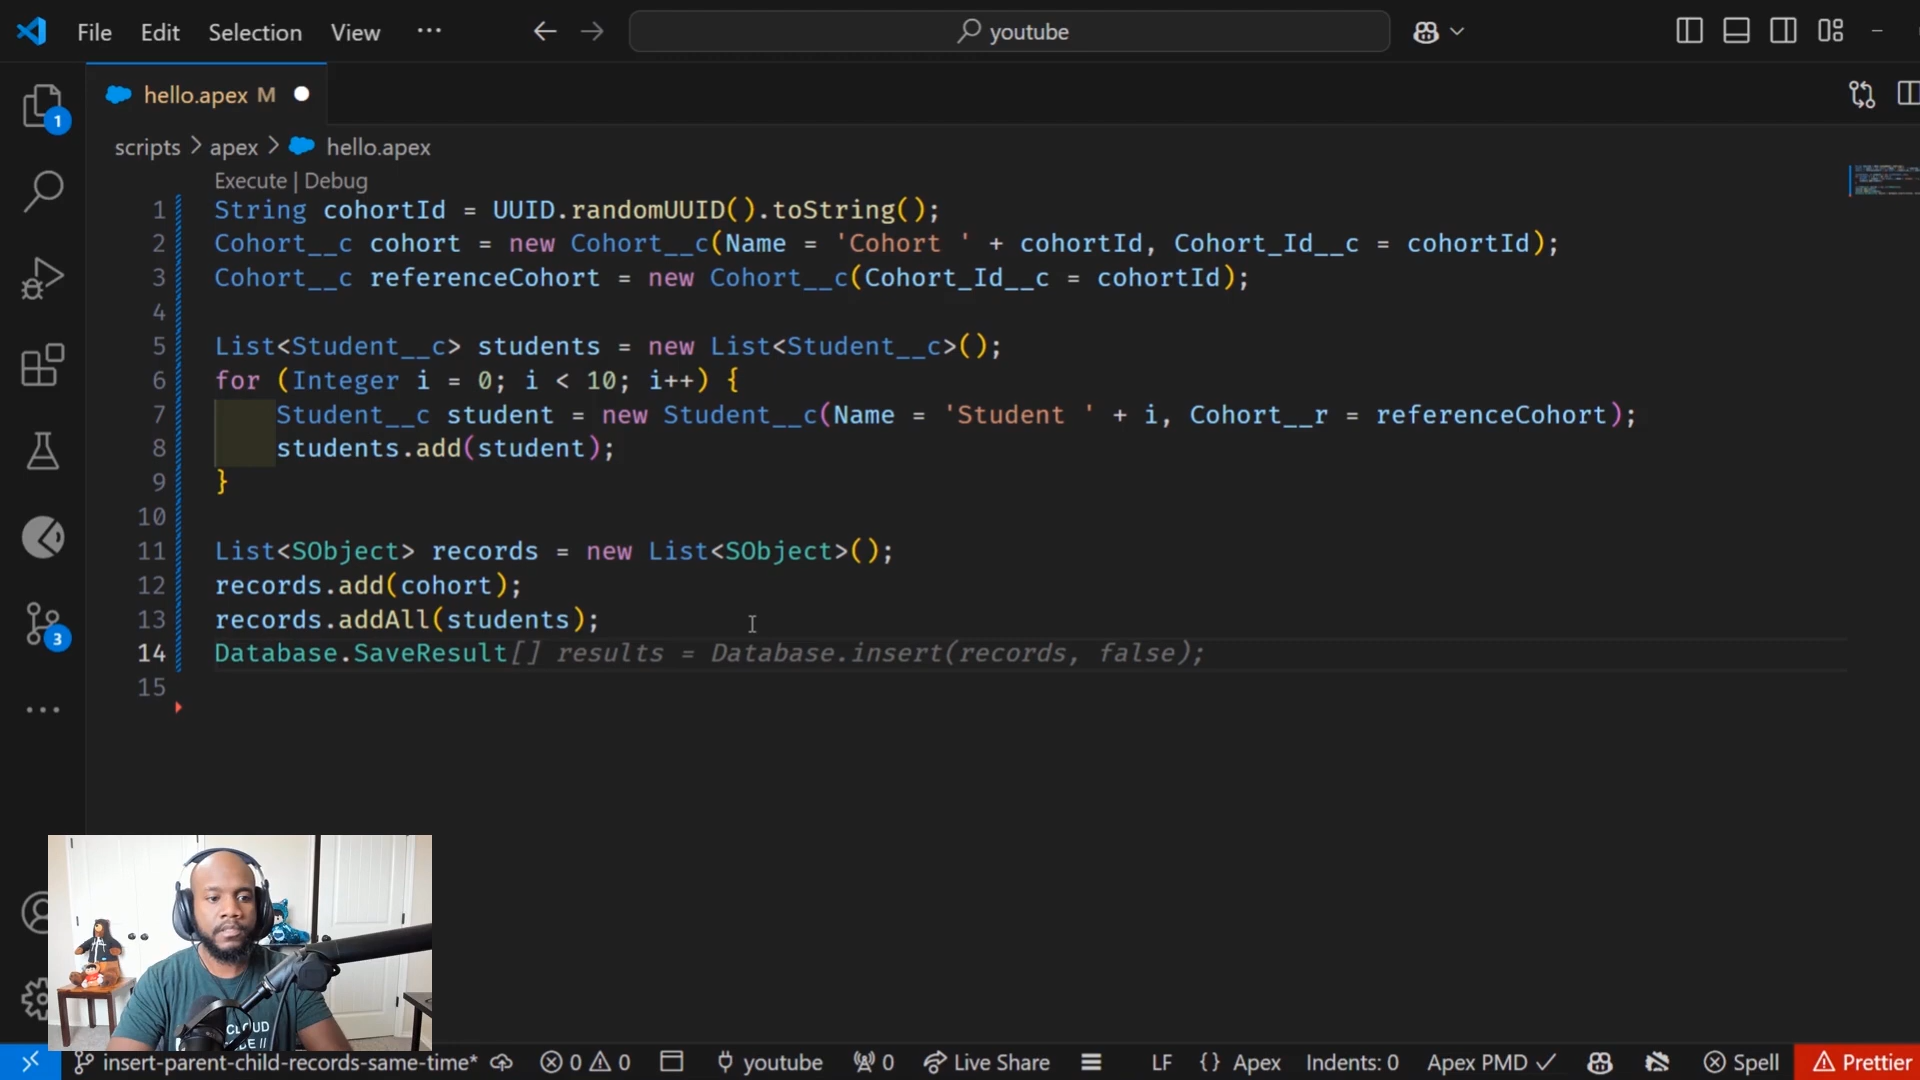 File Edit Selection View ··· youtube
hello.apex M
scripts > apex > hello.apex
Execute | Debug
1 String cohortId = UUID.randomUUID().toString();
2 Cohort__c cohort = new Cohort__c(Name = 'Cohort ' + cohortId, Cohort_Id__c = cohortId);
3 Cohort__c referenceCohort = new Cohort__c(Cohort_Id__c = cohortId);
4
5 List<Student__c> students = new List<Student__c>();
6 for (Integer i = 0; i < 10; i++) {
7 Student__c student = new Student__c(Name = 'Student ' + i, Cohort__r = referenceCohort);
8 students.add(student);
9 }
10
11 List<SObject> records = new List<SObject>();
12 records.add(cohort);
13 records.addAll(students);
14 Database.SaveResult[] results = Database.insert(records, false);
15
1
3
CLOUD
insert-parent-child-records-same-time* 0 0 youtube 0 Live Share LF {} Apex Indents: 0 Apex PMD ✓ Spell Prettier